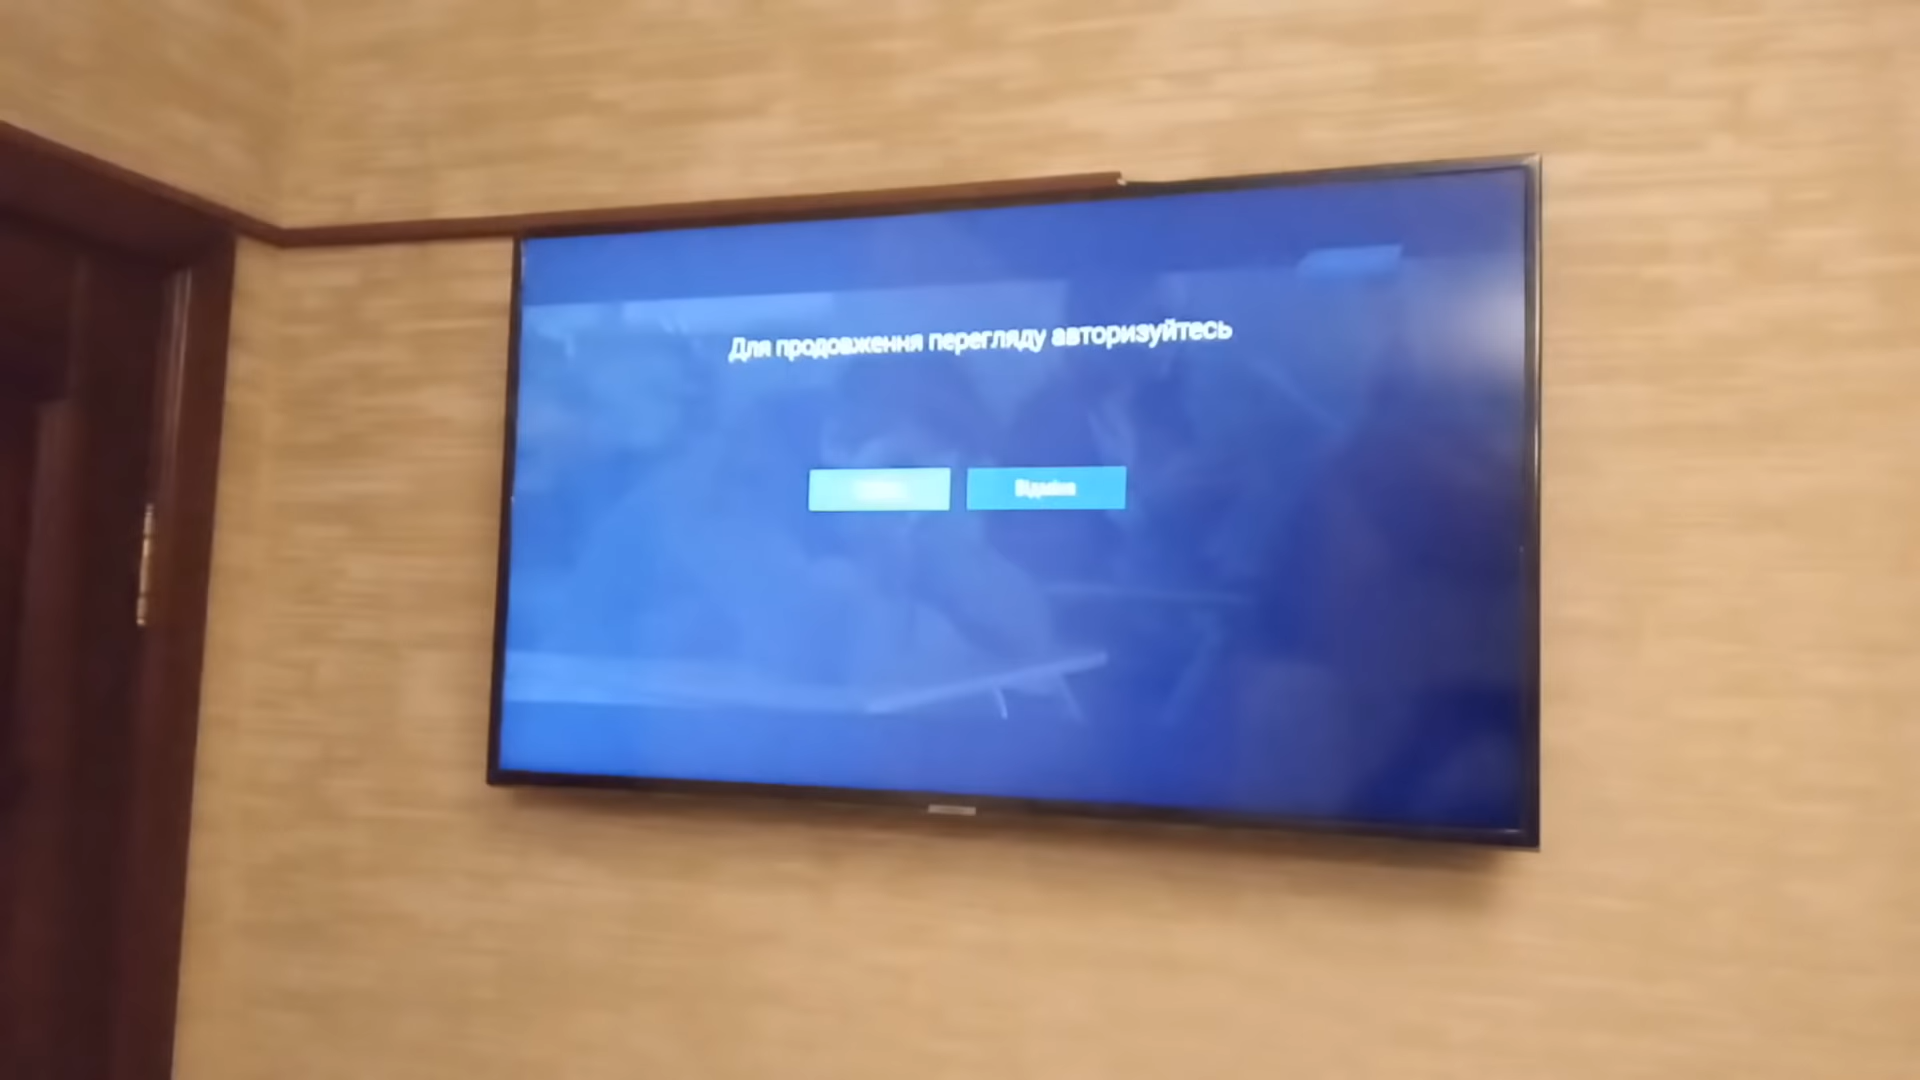 Для продовження перегляду авторизуйтесь
Відміна